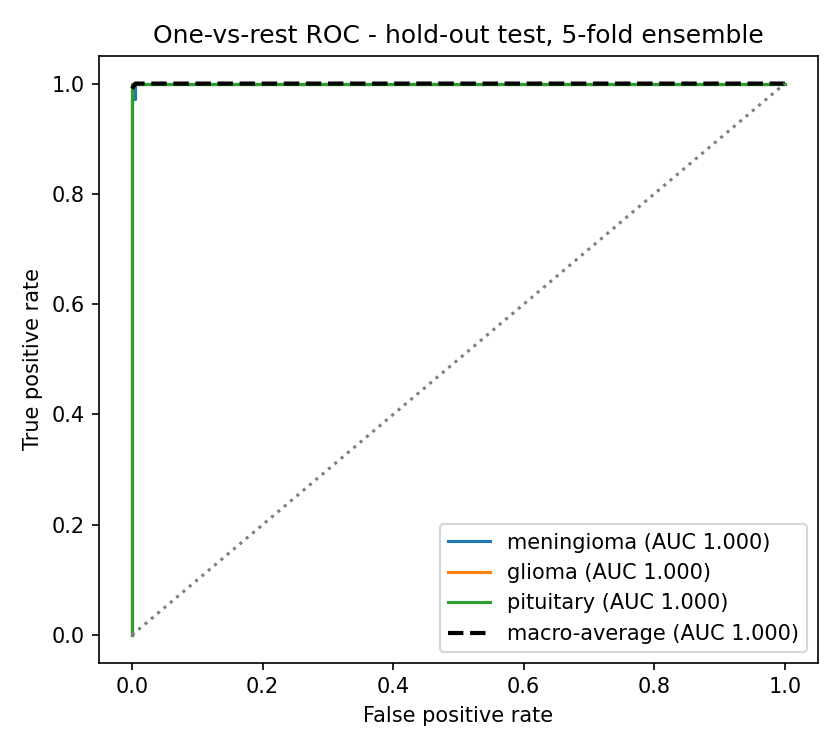 One-vs-rest ROC - hold-out test, 5-fold ensemble
True positive rate
1.0
0.8
0.6
0.4
0.2
0.0
meningioma (AUC 1.000)
glioma (AUC 1.000)
pituitary (AUC 1.000)
macro-average (AUC 1.000)
0.0 0.2 0.4 0.6 0.8 1.0
False positive rate